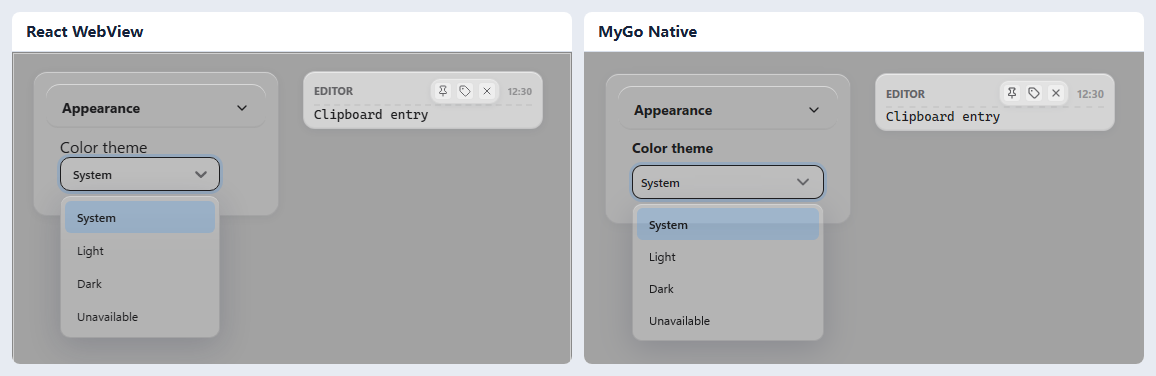 React WebView
Appearance
Color theme
System
System
Light
Dark
Unavailable
EDITOR 12:30
Clipboard entry
MyGo Native
Appearance
Color theme
System
System
Light
Dark
Unavailable
EDITOR 12:30
Clipboard entry